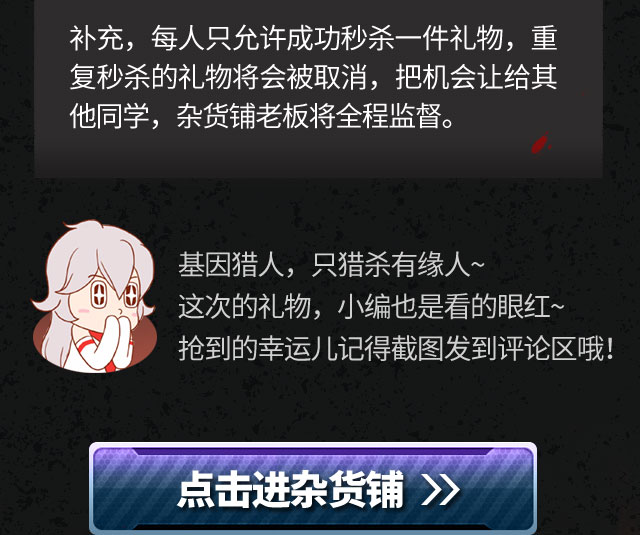 补充，每人只允许成功秒杀一件礼物，重
复秒杀的礼物将会被取消，把机会让给其
他同学，杂货铺老板将全程监督。
基因猎人，只猎杀有缘人~
这次的礼物，小编也是看的眼红~
抢到的幸运儿记得截图发到评论区哦!
点击进杂货铺 >>